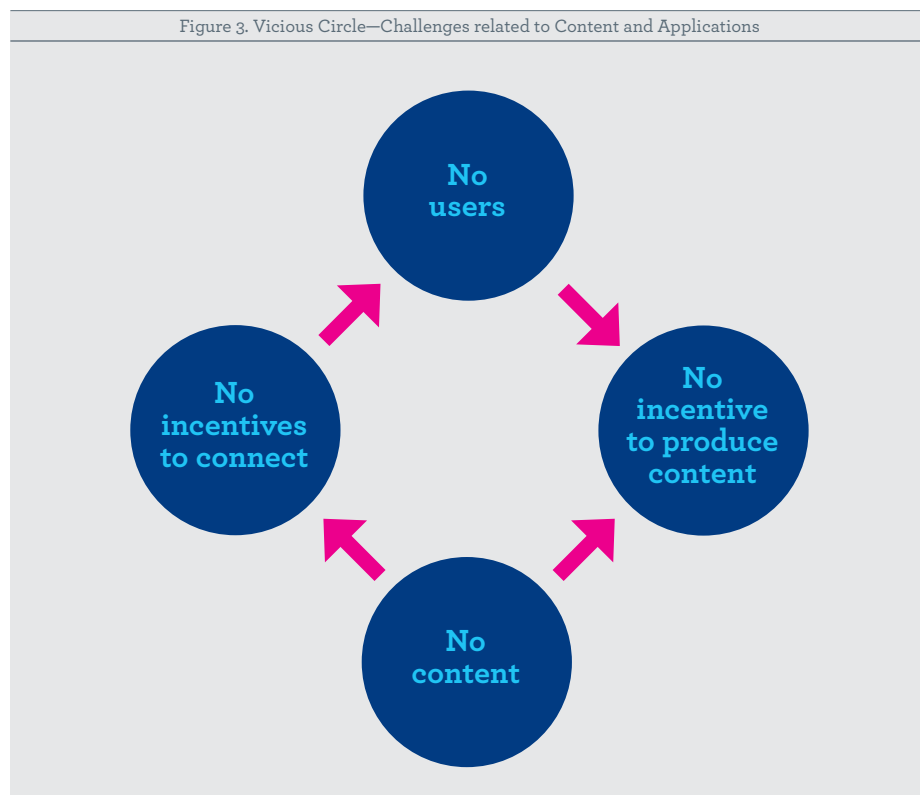 Figure 3. Vicious Circle—Challenges related to Content and Applications
No
users
No
incentives
to connect
No
incentive
to produce
content
No
content